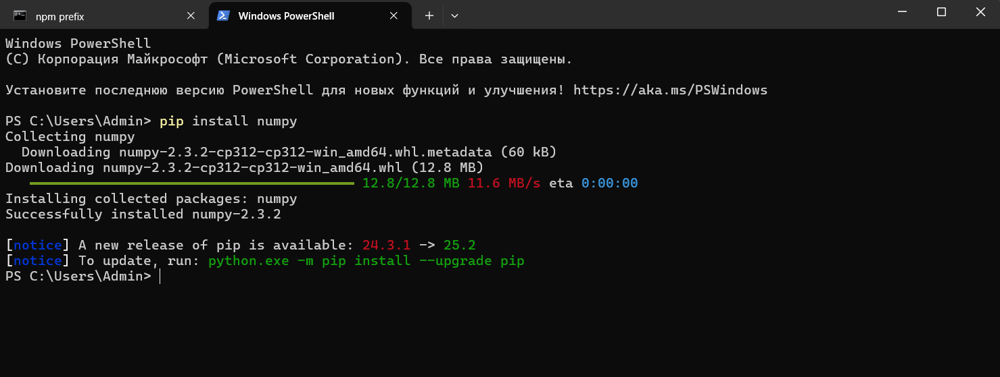 npm prefix
Windows PowerShell
Windows PowerShell
(C) Корпорация Майкрософт (Microsoft Corporation). Все права защищены.
Установите последнюю версию PowerShell для новых функций и улучшения! https://aka.ms/PSWindows
PS C:\Users\Admin> pip install numpy
Collecting numpy
  Downloading numpy-2.3.2-cp312-cp312-win_amd64.whl.metadata (60 kB)
Downloading numpy-2.3.2-cp312-cp312-win_amd64.whl (12.8 MB)
12.8/12.8 MB 11.6 MB/s eta 0:00:00
Installing collected packages: numpy
Successfully installed numpy-2.3.2
[notice] A new release of pip is available: 24.3.1 -> 25.2
[notice] To update, run: python.exe -m pip install --upgrade pip
PS C:\Users\Admin>